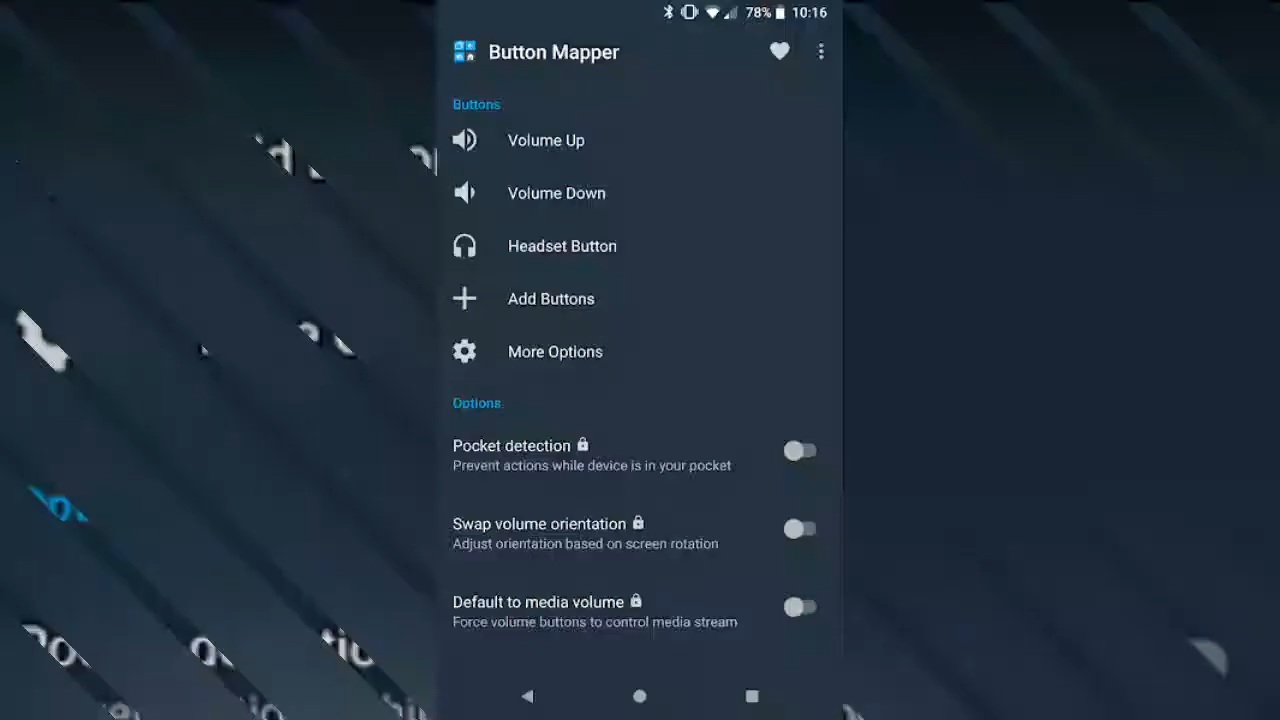 78% 10:16
Button Mapper
Buttons
Volume Up
Volume Down
Headset Button
Add Buttons
More Options
Options
Pocket detection
Prevent actions while device is in your pocket
Swap volume orientation
Adjust orientation based on screen rotation
Default to media volume
Force volume buttons to control media stream